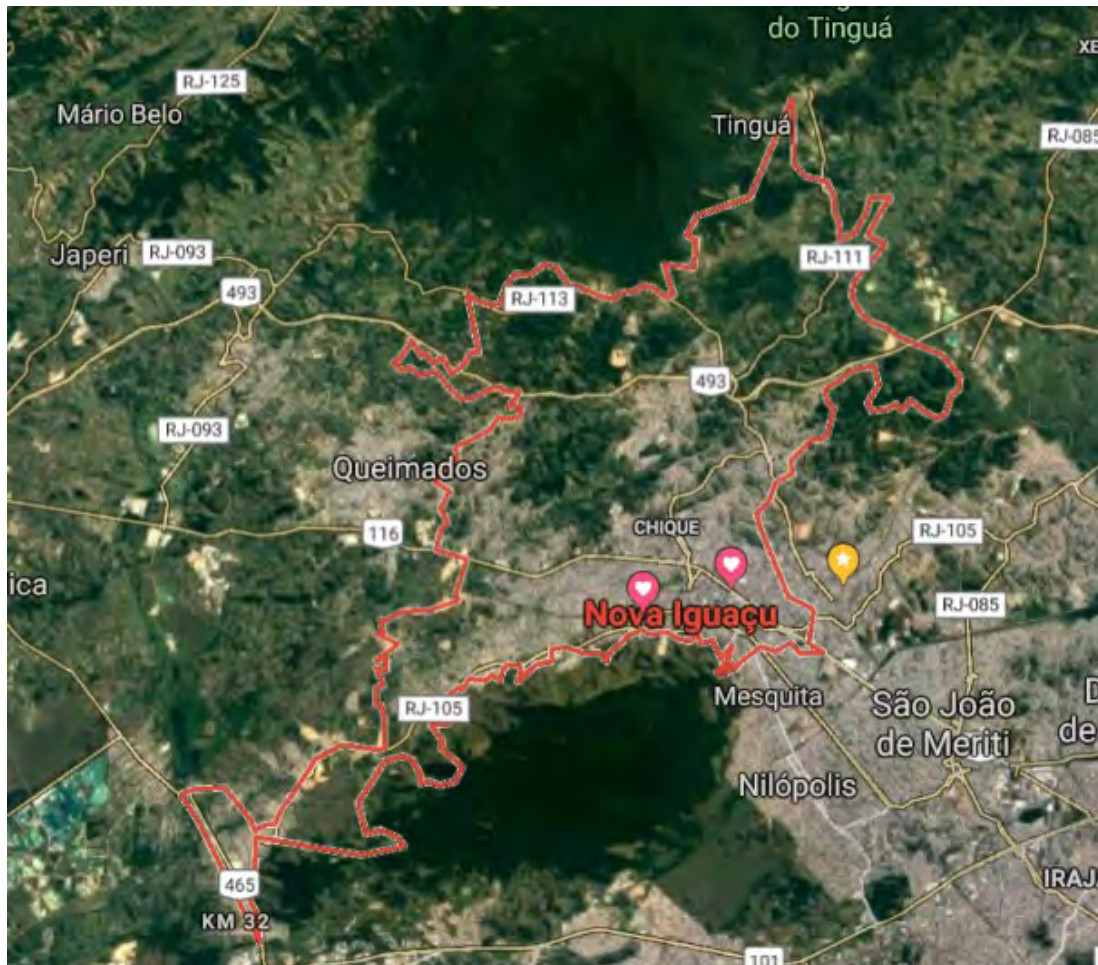 do Tinguá
XE
RJ-125
Mário Belo
Tinguá
RJ-085
Japeri
RJ-093
RJ-111
493
RJ-113
493
RJ-093
Queimados
116
CHIQUE
RJ-105
ica
Nova Iguaçu
RJ-085
RJ-105
Mesquita
São João
de Meriti
D
de
Nilópolis
465
KM 32
IRAJ
101